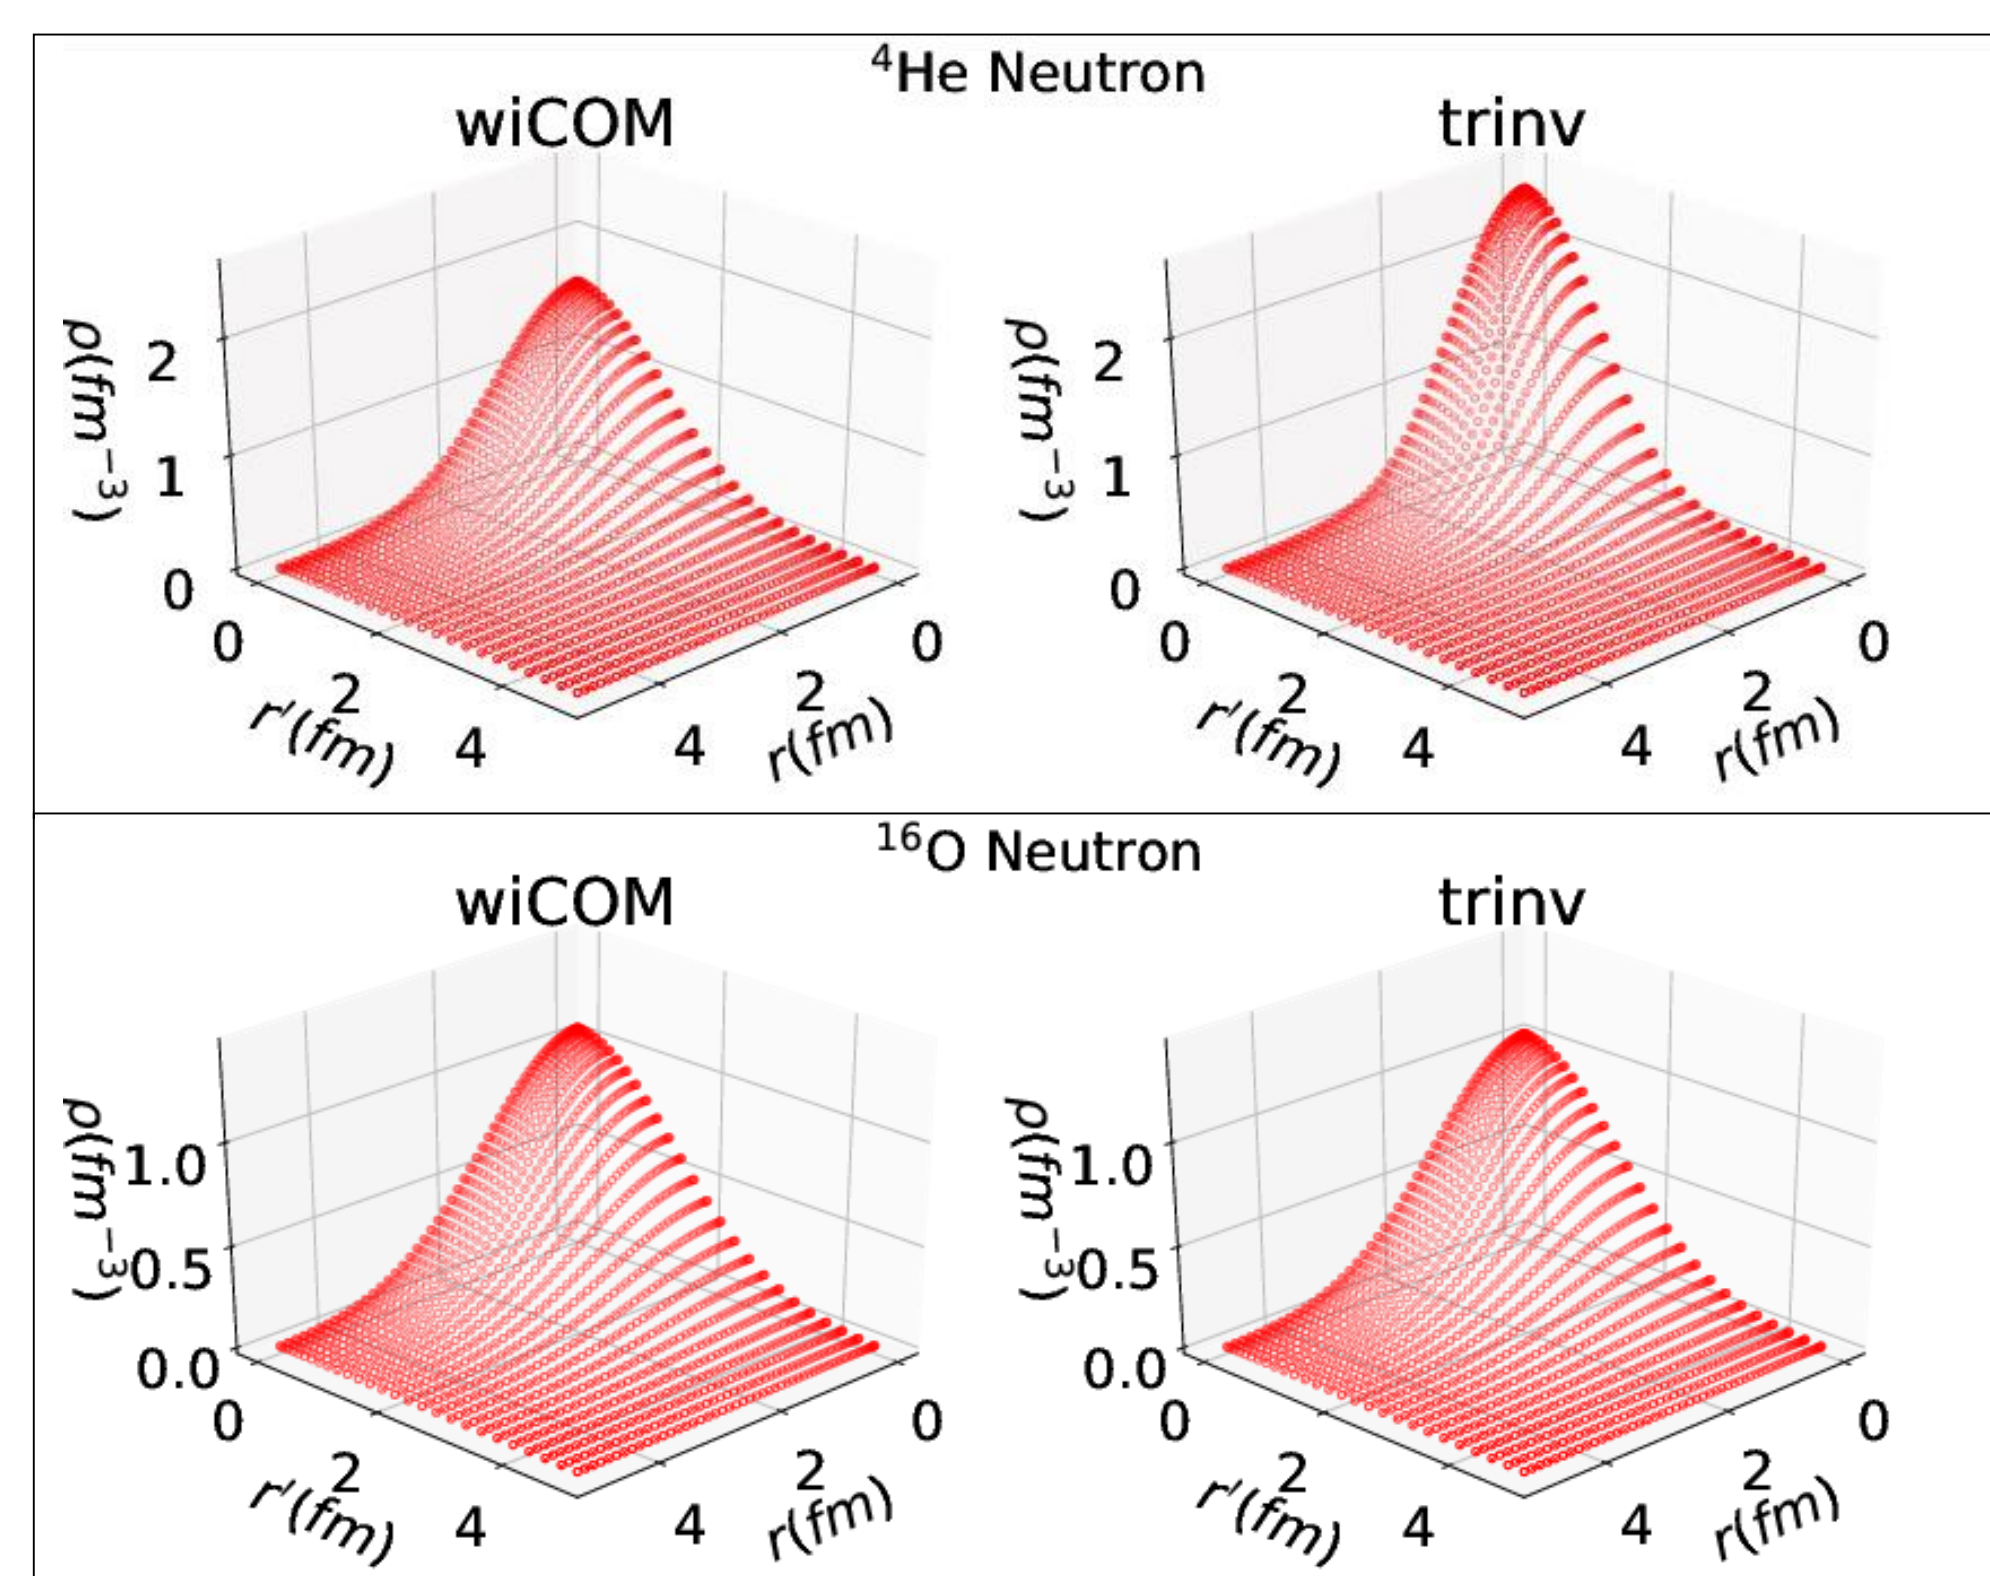 ⁴He Neutron
wiCOM
trinv
ρ(fm⁻³)
2
1
0
0
2
4
r′(fm)
4
2
0
r(fm)
ρ(fm⁻³)
2
1
0
0
2
4
r′(fm)
4
2
0
r(fm)
¹⁶O Neutron
wiCOM
trinv
ρ(fm⁻³)
1.0
0.5
0.0
0
2
4
r′(fm)
4
2
0
r(fm)
ρ(fm⁻³)
1.0
0.5
0.0
0
2
4
r′(fm)
4
2
0
r(fm)